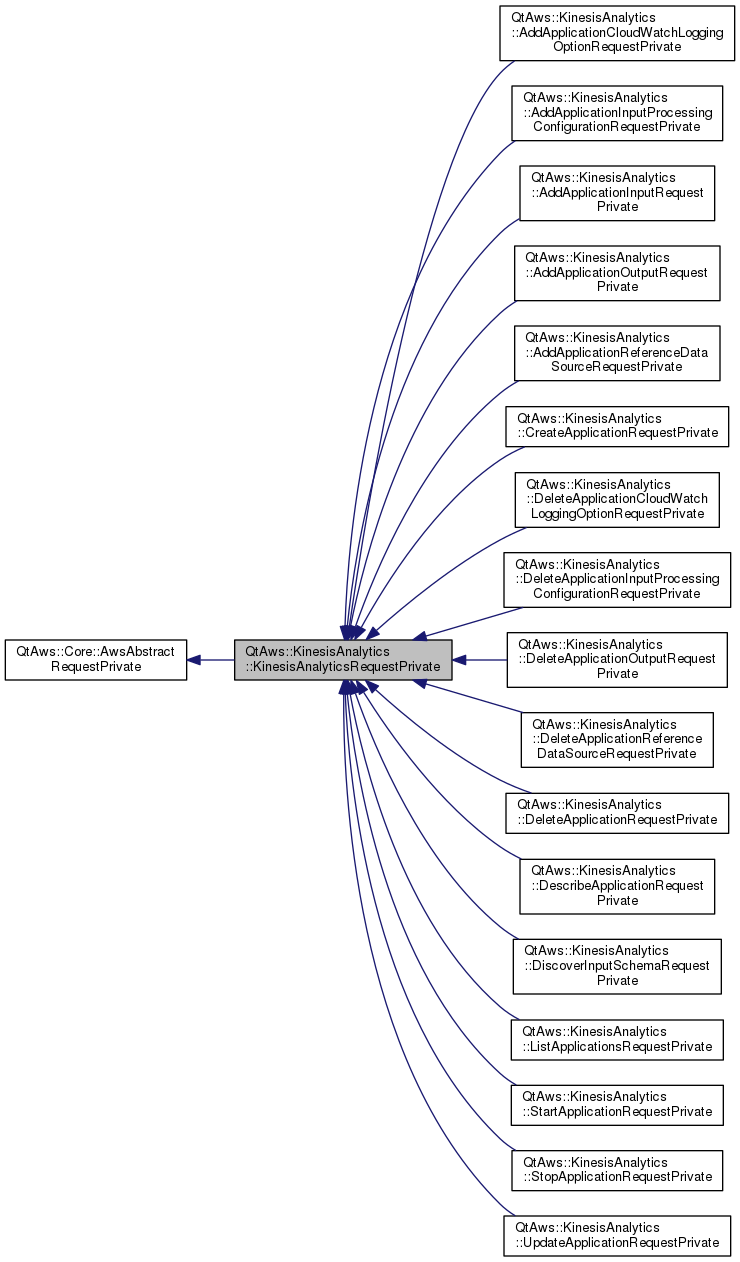 QtAws::KinesisAnalytics
::AddApplicationCloudWatchLogging
OptionRequestPrivate
QtAws::KinesisAnalytics
::AddApplicationInputProcessing
ConfigurationRequestPrivate
QtAws::KinesisAnalytics
::AddApplicationInputRequest
Private
QtAws::KinesisAnalytics
::AddApplicationOutputRequest
Private
QtAws::KinesisAnalytics
::AddApplicationReferenceData
SourceRequestPrivate
QtAws::KinesisAnalytics
::CreateApplicationRequestPrivate
QtAws::KinesisAnalytics
::DeleteApplicationCloudWatch
LoggingOptionRequestPrivate
QtAws::KinesisAnalytics
::DeleteApplicationInputProcessing
ConfigurationRequestPrivate
QtAws::Core::AwsAbstract
RequestPrivate
QtAws::KinesisAnalytics
::KinesisAnalyticsRequestPrivate
QtAws::KinesisAnalytics
::DeleteApplicationOutputRequest
Private
QtAws::KinesisAnalytics
::DeleteApplicationReference
DataSourceRequestPrivate
QtAws::KinesisAnalytics
::DeleteApplicationRequestPrivate
QtAws::KinesisAnalytics
::DescribeApplicationRequest
Private
QtAws::KinesisAnalytics
::DiscoverInputSchemaRequest
Private
QtAws::KinesisAnalytics
::ListApplicationsRequestPrivate
QtAws::KinesisAnalytics
::StartApplicationRequestPrivate
QtAws::KinesisAnalytics
::StopApplicationRequestPrivate
QtAws::KinesisAnalytics
::UpdateApplicationRequestPrivate